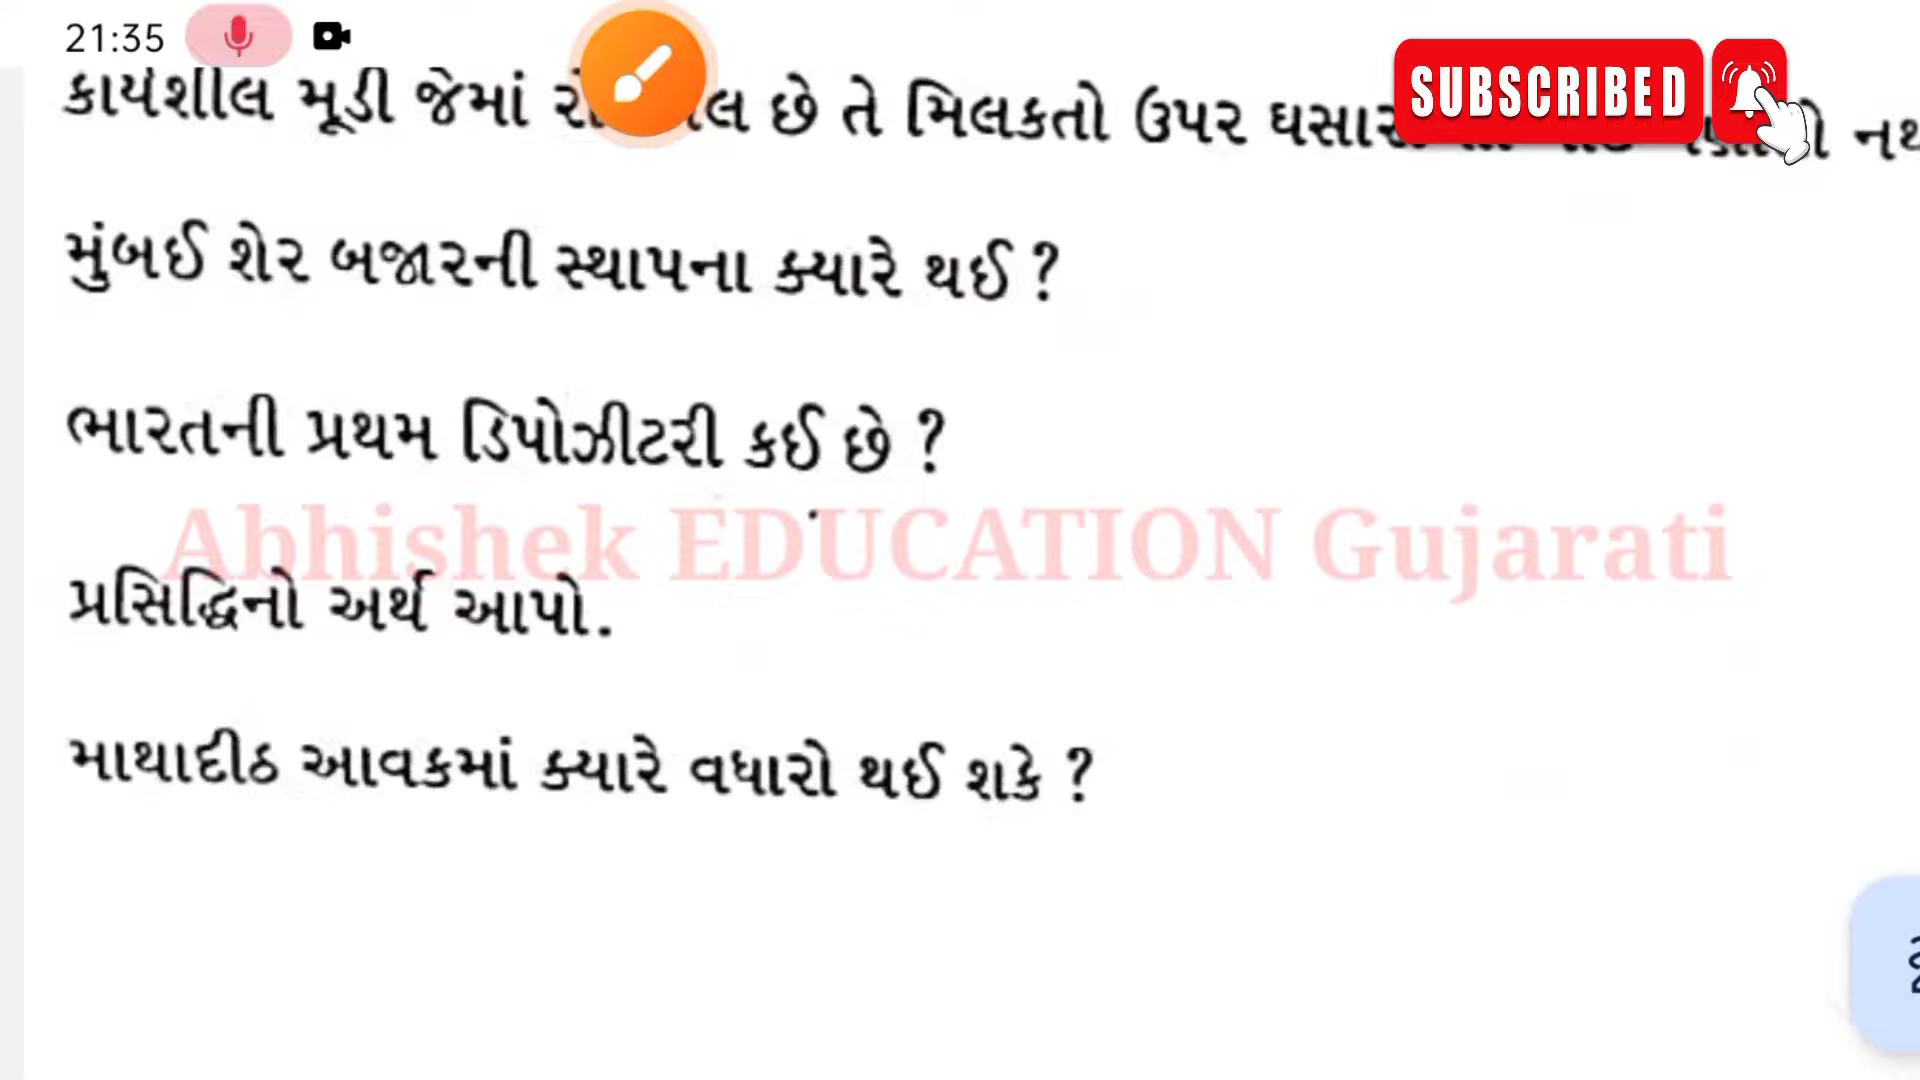 21:35
SUBSCRIBED
કાર્યશીલ મૂડી જેમાં છે તે મિલકતો ઉપર
મુંબઈ શેર બજારની સ્થાપના ક્યારે થઈ ?
ભારતની પ્રથમ ડિપોઝીટરી કઈ છે ?
Abhishek EDUCATION Gujarati
પ્રસિદ્ધિનો અર્થ આપો.
માથાદીઠ આવકમાં ક્યારે વધારો થઈ શકે ?